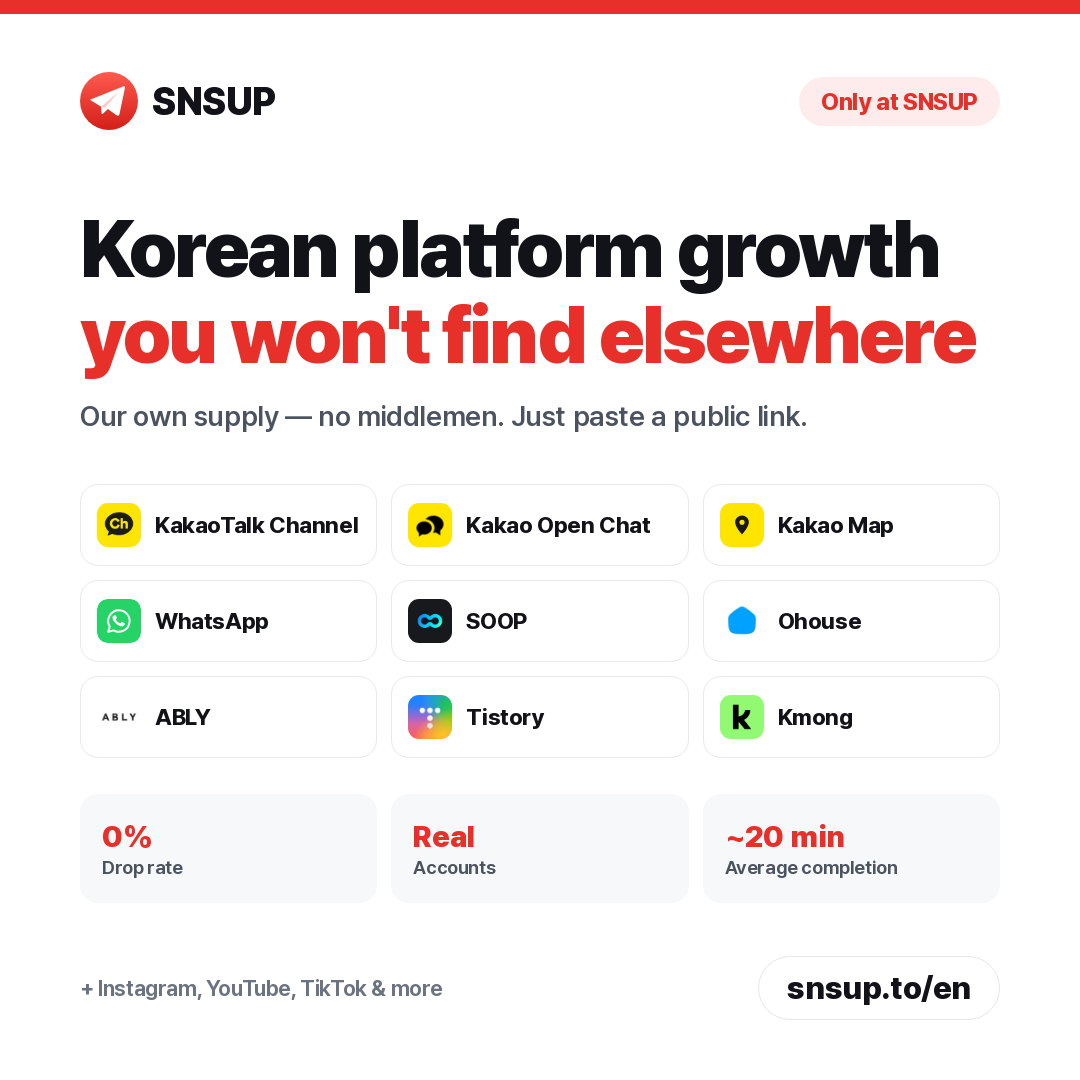 SNSUP
Only at SNSUP
Korean platform growth
you won't find elsewhere
Our own supply — no middlemen. Just paste a public link.
Ch KakaoTalk Channel
Kakao Open Chat
Kakao Map
WhatsApp
SOOP
Ohouse
ABLY ABLY
Tistory
k Kmong
0%
Drop rate
Real
Accounts
~20 min
Average completion
+ Instagram, YouTube, TikTok & more
snsup.to/en